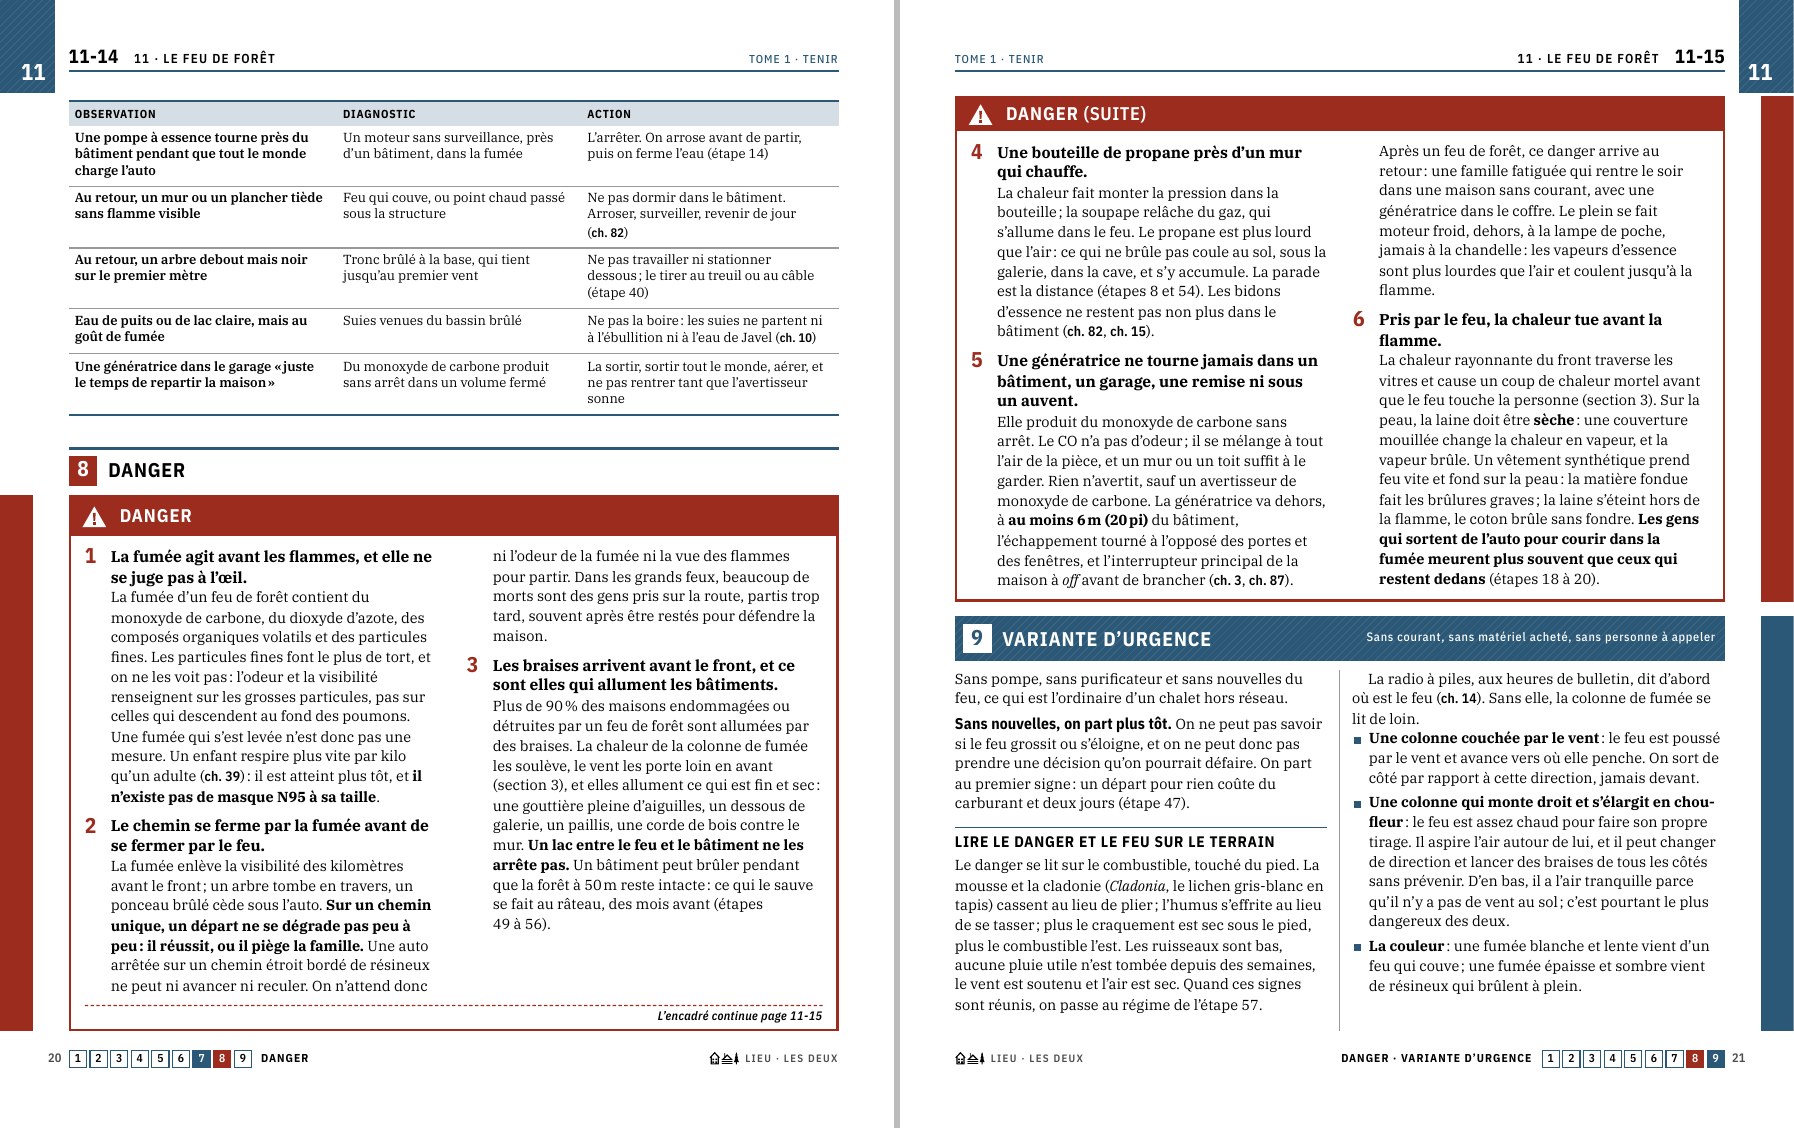 11
11-14 11 · LE FEU DE FORÊT
TOME 1 · TENIR
OBSERVATION DIAGNOSTIC ACTION
Une pompe à essence tourne près du
bâtiment pendant que tout le monde
charge l’auto
Un moteur sans surveillance, près
d’un bâtiment, dans la fumée
L’arrêter. On arrose avant de partir,
puis on ferme l’eau (étape 14)
Au retour, un mur ou un plancher tiède
sans flamme visible
Feu qui couve, ou point chaud passé
sous la structure
Ne pas dormir dans le bâtiment.
Arroser, surveiller, revenir de jour
(ch. 82)
Au retour, un arbre debout mais noir
sur le premier mètre
Tronc brûlé à la base, qui tient
jusqu’au premier vent
Ne pas travailler ni stationner
dessous ; le tirer au treuil ou au câble
(étape 40)
Eau de puits ou de lac claire, mais au
goût de fumée
Suies venues du bassin brûlé
Ne pas la boire : les suies ne partent ni
à l’ébullition ni à l’eau de Javel (ch. 10)
Une génératrice dans le garage « juste
le temps de repartir la maison »
Du monoxyde de carbone produit
sans arrêt dans un volume fermé
La sortir, sortir tout le monde, aérer, et
ne pas rentrer tant que l’avertisseur
sonne
8 DANGER
DANGER
1 La fumée agit avant les flammes, et elle ne
se juge pas à l’œil.
La fumée d’un feu de forêt contient du
monoxyde de carbone, du dioxyde d’azote, des
composés organiques volatils et des particules
fines. Les particules fines font le plus de tort, et
on ne les voit pas : l’odeur et la visibilité
renseignent sur les grosses particules, pas sur
celles qui descendent au fond des poumons.
Une fumée qui s’est levée n’est donc pas une
mesure. Un enfant respire plus vite par kilo
qu’un adulte (ch. 39) : il est atteint plus tôt, et il
n’existe pas de masque N95 à sa taille.
2 Le chemin se ferme par la fumée avant de
se fermer par le feu.
La fumée enlève la visibilité des kilomètres
avant le front ; un arbre tombe en travers, un
ponceau brûlé cède sous l’auto. Sur un chemin
unique, un départ ne se dégrade pas peu à
peu : il réussit, ou il piège la famille. Une auto
arrêtée sur un chemin étroit bordé de résineux
ne peut ni avancer ni reculer. On n’attend donc
ni l’odeur de la fumée ni la vue des flammes
pour partir. Dans les grands feux, beaucoup de
morts sont des gens pris sur la route, partis trop
tard, souvent après être restés pour défendre la
maison.
3 Les braises arrivent avant le front, et ce
sont elles qui allument les bâtiments.
Plus de 90 % des maisons endommagées ou
détruites par un feu de forêt sont allumées par
des braises. La chaleur de la colonne de fumée
les soulève, le vent les porte loin en avant
(section 3), et elles allument ce qui est fin et sec :
une gouttière pleine d’aiguilles, un dessous de
galerie, un paillis, une corde de bois contre le
mur. Un lac entre le feu et le bâtiment ne les
arrête pas. Un bâtiment peut brûler pendant
que la forêt à 50 m reste intacte : ce qui le sauve
se fait au râteau, des mois avant (étapes
49 à 56).
L’encadré continue page 11-15
20 1 2 3 4 5 6 7 8 9 DANGER
LIEU · LES DEUX
TOME 1 · TENIR
11 · LE FEU DE FORÊT 11-15
11
DANGER (SUITE)
4 Une bouteille de propane près d’un mur
qui chauffe.
La chaleur fait monter la pression dans la
bouteille ; la soupape relâche du gaz, qui
s’allume dans le feu. Le propane est plus lourd
que l’air : ce qui ne brûle pas coule au sol, sous la
galerie, dans la cave, et s’y accumule. La parade
est la distance (étapes 8 et 54). Les bidons
d’essence ne restent pas non plus dans le
bâtiment (ch. 82, ch. 15).
5 Une génératrice ne tourne jamais dans un
bâtiment, un garage, une remise ni sous
un auvent.
Elle produit du monoxyde de carbone sans
arrêt. Le CO n’a pas d’odeur ; il se mélange à tout
l’air de la pièce, et un mur ou un toit suffit à le
garder. Rien n’avertit, sauf un avertisseur de
monoxyde de carbone. La génératrice va dehors,
à au moins 6 m (20 pi) du bâtiment,
l’échappement tourné à l’opposé des portes et
des fenêtres, et l’interrupteur principal de la
maison à off avant de brancher (ch. 3, ch. 87).
Après un feu de forêt, ce danger arrive au
retour : une famille fatiguée qui rentre le soir
dans une maison sans courant, avec une
génératrice dans le coffre. Le plein se fait
moteur froid, dehors, à la lampe de poche,
jamais à la chandelle : les vapeurs d’essence
sont plus lourdes que l’air et coulent jusqu’à la
flamme.
6 Pris par le feu, la chaleur tue avant la
flamme.
La chaleur rayonnante du front traverse les
vitres et cause un coup de chaleur mortel avant
que le feu touche la personne (section 3). Sur la
peau, la laine doit être sèche : une couverture
mouillée change la chaleur en vapeur, et la
vapeur brûle. Un vêtement synthétique prend
feu vite et fond sur la peau : la matière fondue
fait les brûlures graves ; la laine s’éteint hors de
la flamme, le coton brûle sans fondre. Les gens
qui sortent de l’auto pour courir dans la
fumée meurent plus souvent que ceux qui
restent dedans (étapes 18 à 20).
9 VARIANTE D’URGENCE
Sans courant, sans matériel acheté, sans personne à appeler
Sans pompe, sans purificateur et sans nouvelles du
feu, ce qui est l’ordinaire d’un chalet hors réseau.
Sans nouvelles, on part plus tôt. On ne peut pas savoir
si le feu grossit ou s’éloigne, et on ne peut donc pas
prendre une décision qu’on pourrait défaire. On part
au premier signe : un départ pour rien coûte du
carburant et deux jours (étape 47).
LIRE LE DANGER ET LE FEU SUR LE TERRAIN
Le danger se lit sur le combustible, touché du pied. La
mousse et la cladonie (Cladonia, le lichen gris-blanc en
tapis) cassent au lieu de plier ; l’humus s’effrite au lieu
de se tasser ; plus le craquement est sec sous le pied,
plus le combustible l’est. Les ruisseaux sont bas,
aucune pluie utile n’est tombée depuis des semaines,
le vent est soutenu et l’air est sec. Quand ces signes
sont réunis, on passe au régime de l’étape 57.
La radio à piles, aux heures de bulletin, dit d’abord
où est le feu (ch. 14). Sans elle, la colonne de fumée se
lit de loin.
Une colonne couchée par le vent : le feu est poussé
par le vent et avance vers où elle penche. On sort de
côté par rapport à cette direction, jamais devant.
Une colonne qui monte droit et s’élargit en chou-
fleur : le feu est assez chaud pour faire son propre
tirage. Il aspire l’air autour de lui, et il peut changer
de direction et lancer des braises de tous les côtés
sans prévenir. D’en bas, il a l’air tranquille parce
qu’il n’y a pas de vent au sol ; c’est pourtant le plus
dangereux des deux.
La couleur : une fumée blanche et lente vient d’un
feu qui couve ; une fumée épaisse et sombre vient
de résineux qui brûlent à plein.
LIEU · LES DEUX
DANGER · VARIANTE D’URGENCE 1 2 3 4 5 6 7 8 9 21